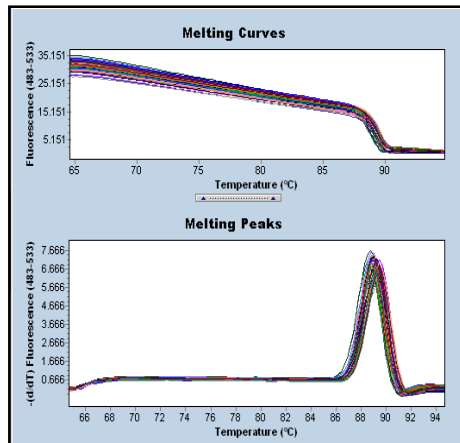 Melting Curves
Fluorescence (483-533)
35.151
25.151
15.151
5.151
65 70 75 80 85 90
Temperature (°C)
Melting Peaks
-(d/dT) Fluorescence (483-533)
7.666
6.666
5.666
4.666
3.666
2.666
1.666
0.666
66 68 70 72 74 76 78 80 82 84 86 88 90 92 94
Temperature (°C)